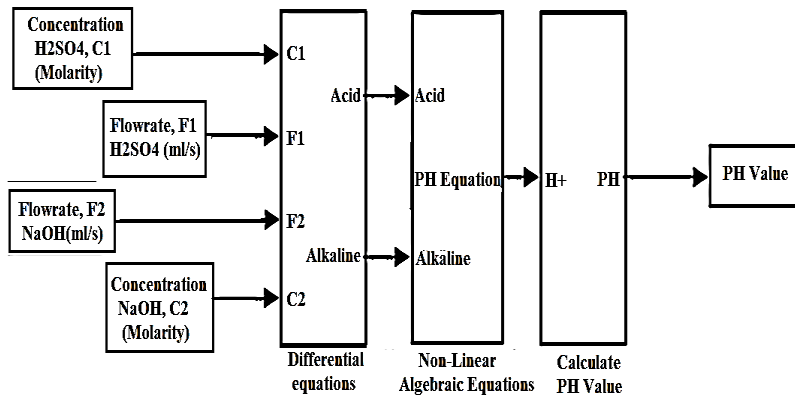 Concentration
H2SO4, C1
(Molarity)
Flowrate, F1
H2SO4 (ml/s)
Flowrate, F2
NaOH(ml/s)
Concentration
NaOH, C2
(Molarity)
C1
Acid
F1
F2
Alkaline
C2
Differential
equations
Acid
PH Equation
Alkaline
Non-Linear
Algebraic Equations
H+ PH
Calculate
PH Value
PH Value